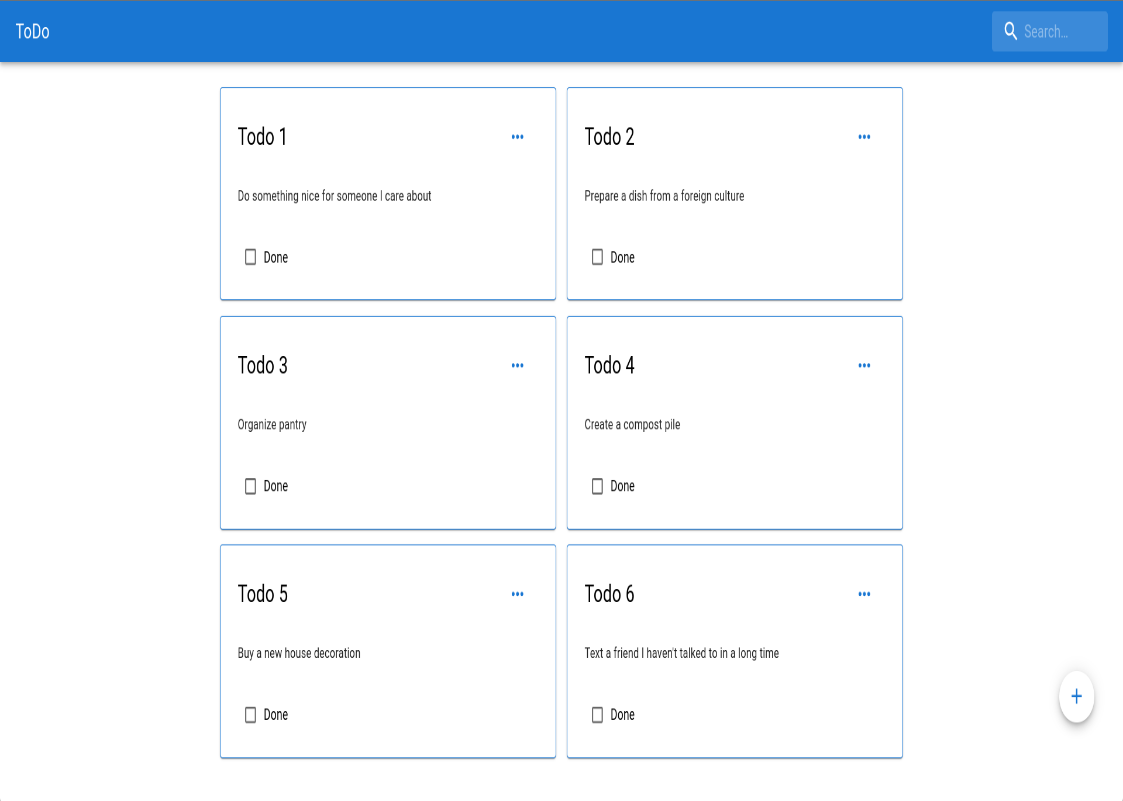 ToDo
Search...
Todo 1
Do something nice for someone I care about
Done
Todo 2
Prepare a dish from a foreign culture
Done
Todo 3
Organize pantry
Done
Todo 4
Create a compost pile
Done
Todo 5
Buy a new house decoration
Done
Todo 6
Text a friend I haven't talked to in a long time
Done